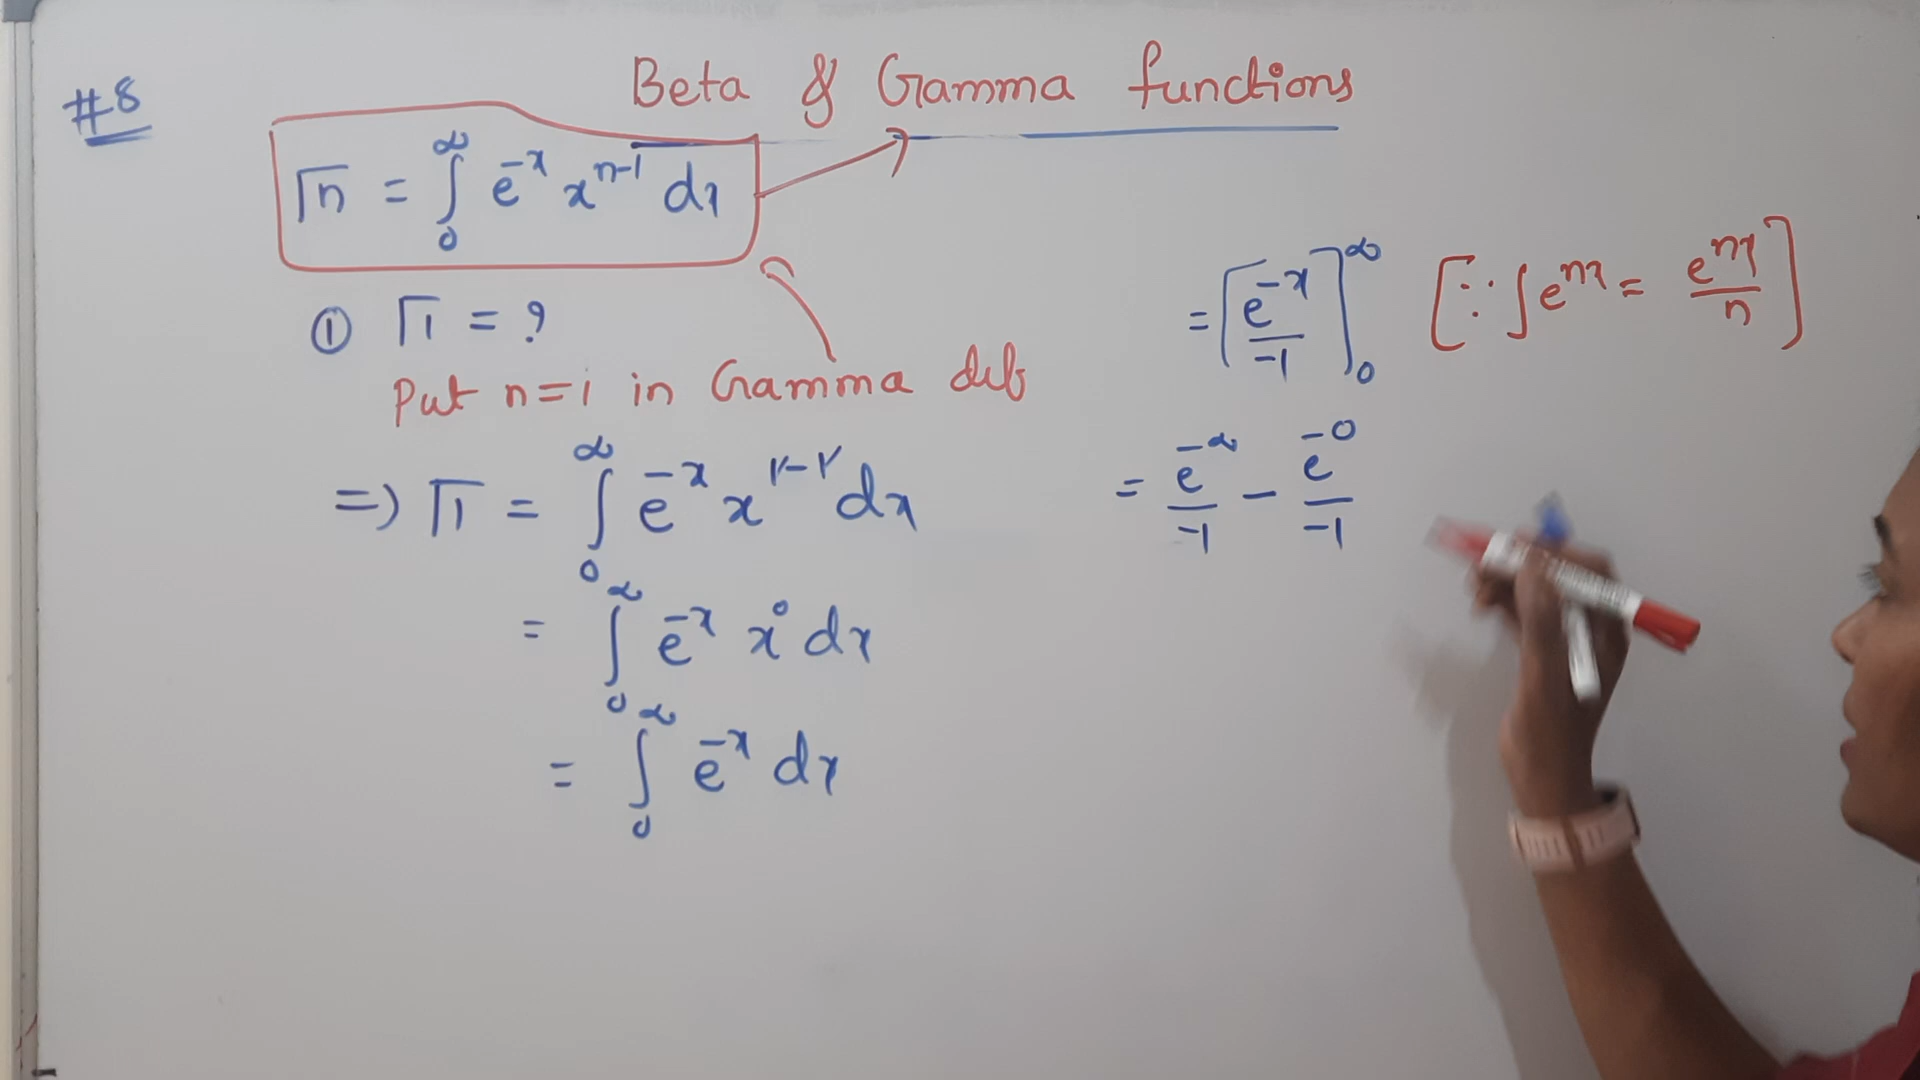 #8
Beta & Gamma functions
Γn = ∫₀^∞ e^-x x^n-1 dx
① Γ1 = ?
Put n=1 in Gamma def
=) Γ1 = ∫₀^∞ e^-x x^1-1 dx
= ∫₀^∞ e^-x x^0 dx
= ∫₀^∞ e^-x dx
= [e^-x/-1]₀^∞ [∵ ∫e^nx = e^nx/n]
= e^-∞/-1 - e^-0/-1